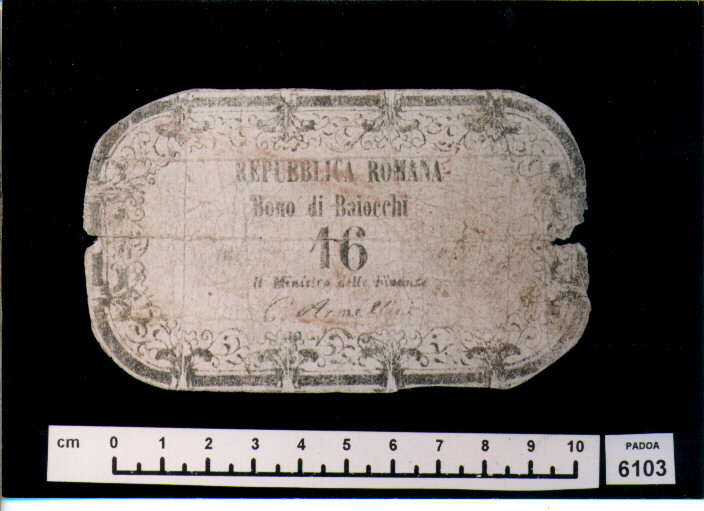 REPUBBLICA ROMANA
Bono di Baiocchi
16
Il Ministro delle Finanze
C. Armellini
cm 0 1 2 3 4 5 6 7 8 9 10
PADOA
6103